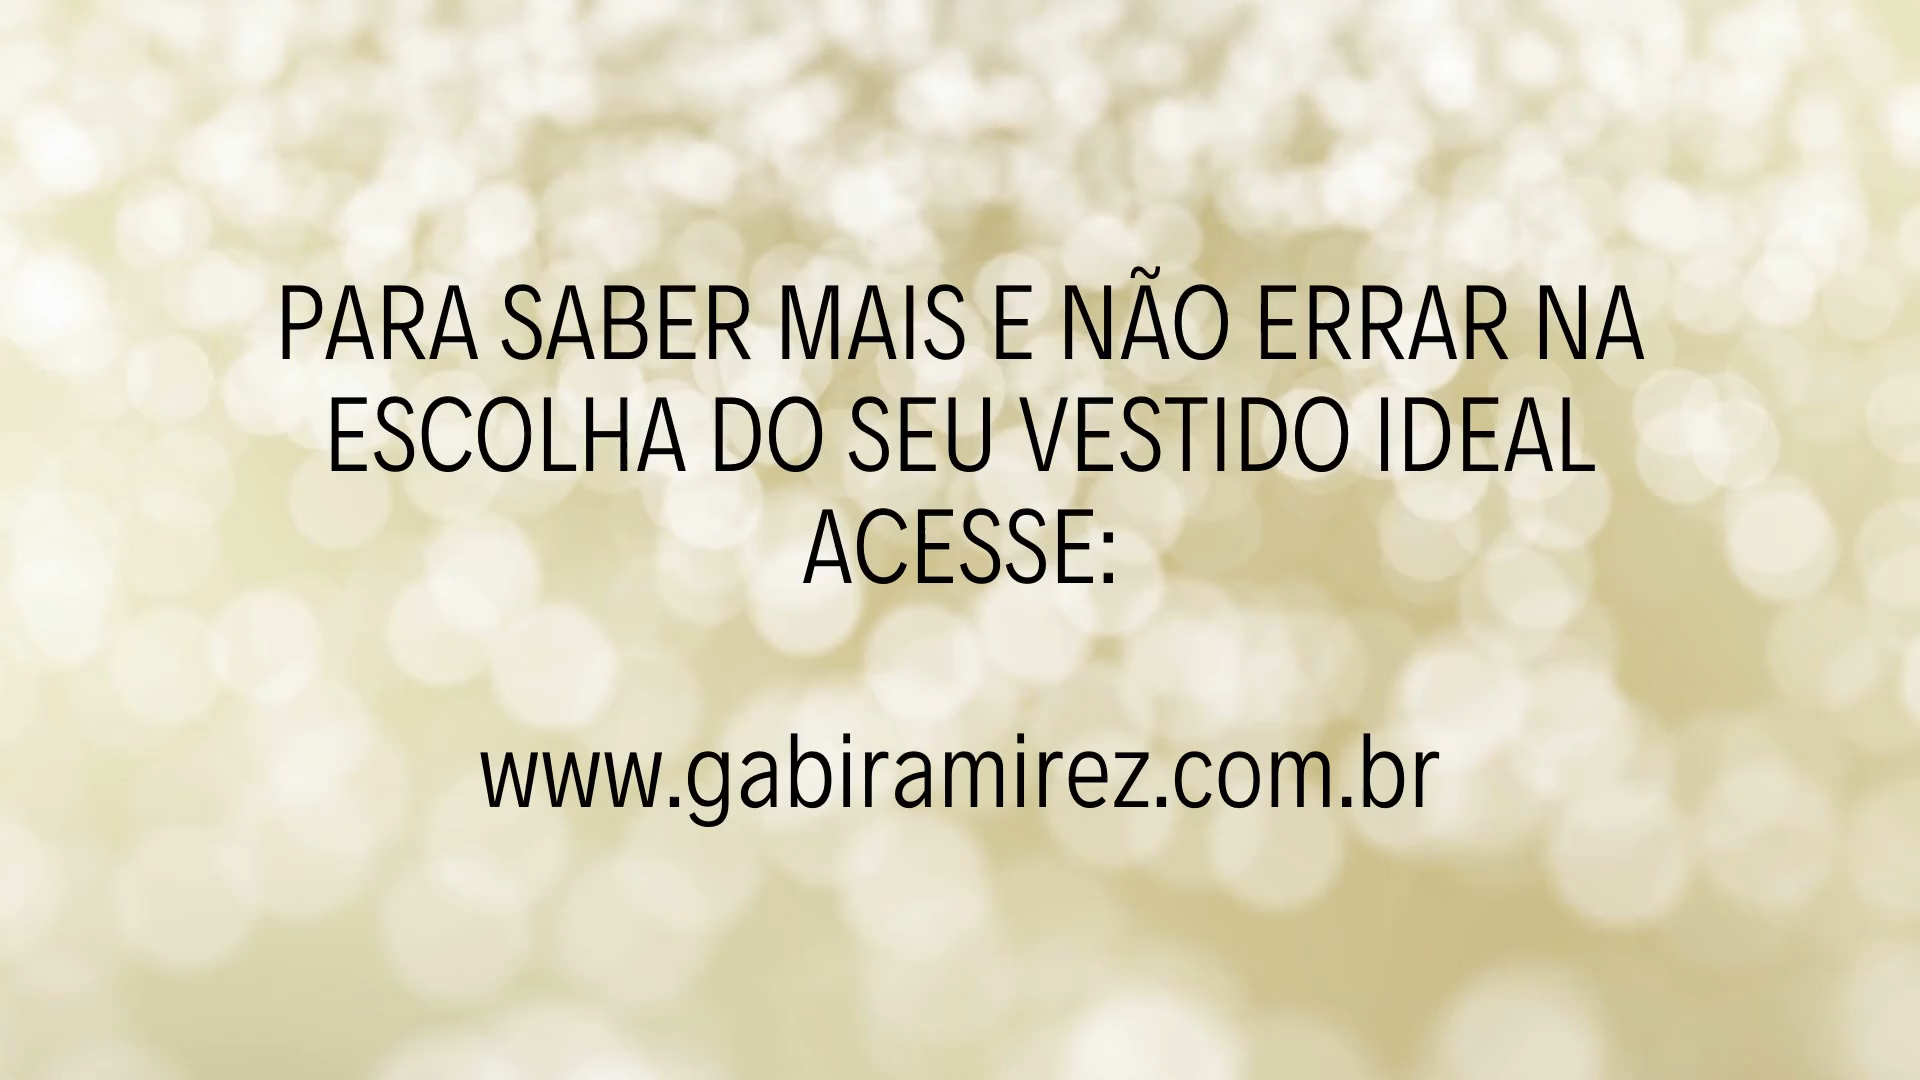 PARA SABER MAIS E NÃO ERRAR NA
ESCOLHA DO SEU VESTIDO IDEAL
ACESSE:
www.gabiramirez.com.br